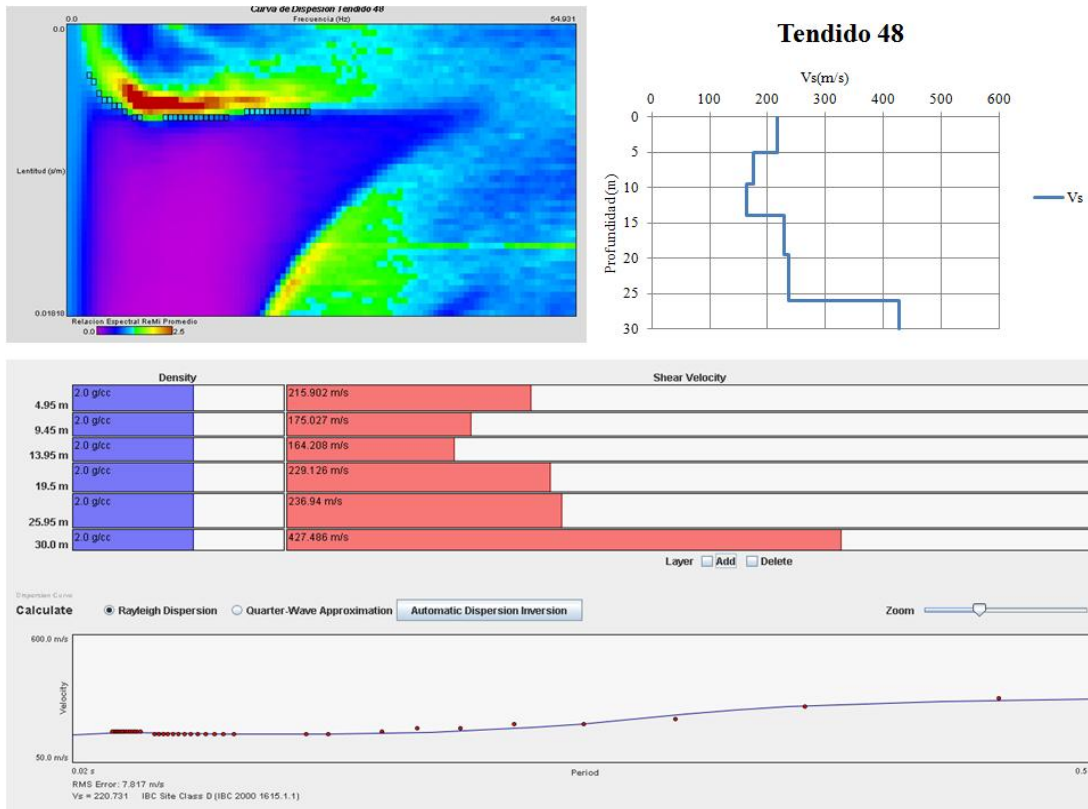 Curva de Dispesión Tendido 48
0.0 Frecuencia (Hz) 54.931
0.0
Lentitud (s/m)
0.01810
Relacion Espectral ReMi Promedio
0.0 2.5
Tendido 48
Vs(m/s)
0 100 200 300 400 500 600
0
5
10
15
20
25
30
Profundidad(m)
Vs
Density Shear Velocity
2.0 g/cc 215.902 m/s
4.95 m
2.0 g/cc 175.027 m/s
9.45 m
2.0 g/cc 164.208 m/s
13.95 m
2.0 g/cc 229.126 m/s
19.5 m
2.0 g/cc 236.94 m/s
25.95 m
2.0 g/cc 427.486 m/s
30.0 m
Layer Add Delete
Dispersion Curve
Calculate Rayleigh Dispersion Quarter-Wave Approximation Automatic Dispersion Inversion Zoom
600.0 m/s
Velocity
50.0 m/s
0.02 s Period 0.5
RMS Error: 7.817 m/s
Vs = 220.731 IBC Site Class D (IBC 2000 1615.1.1)